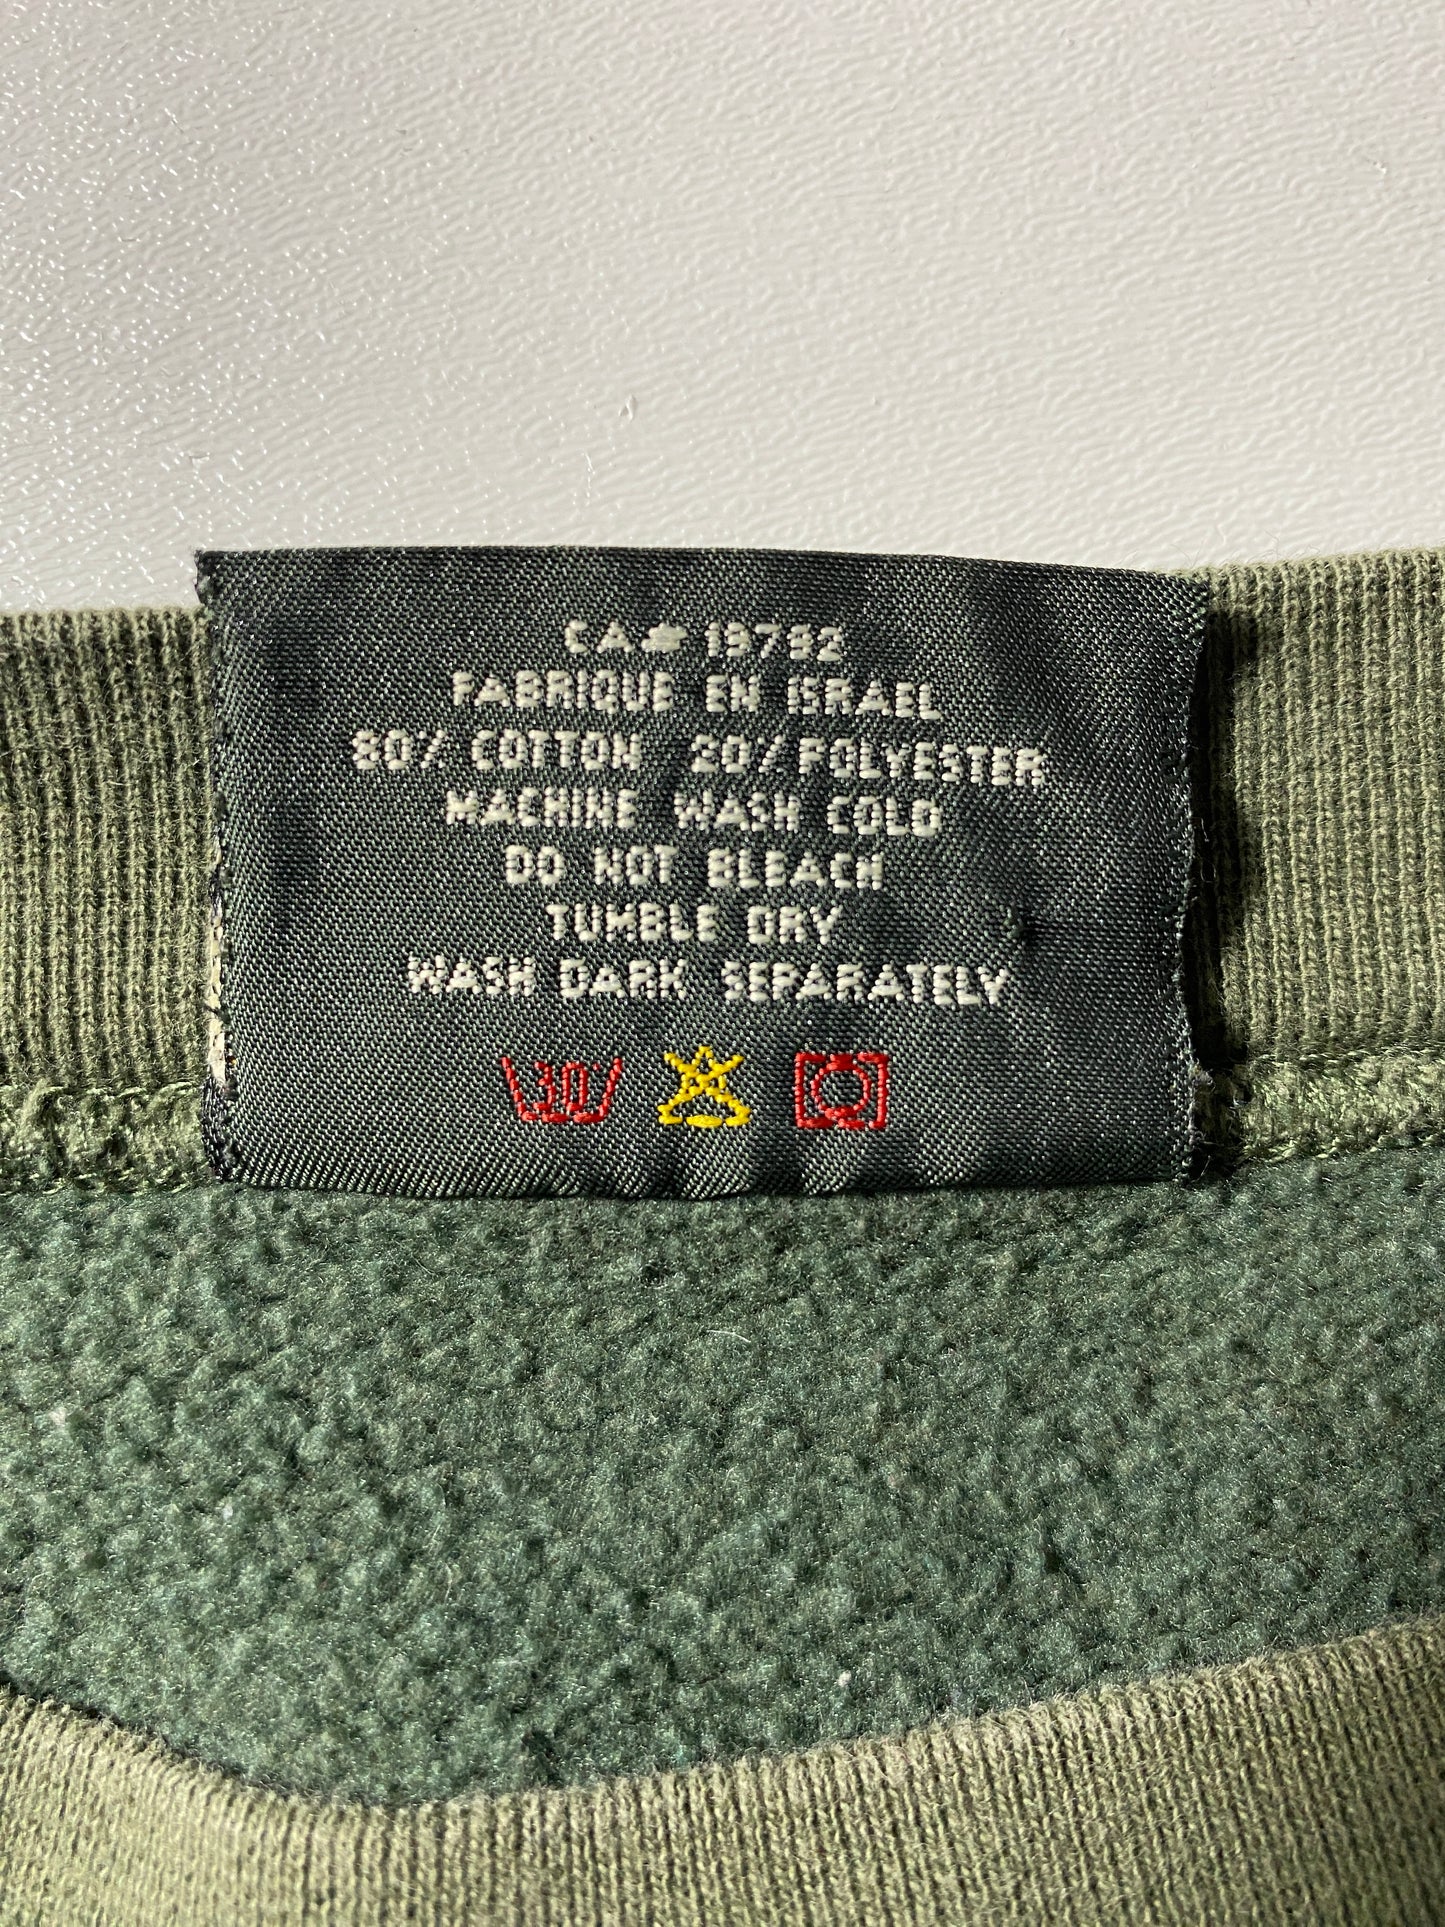 CA# 19792
FABRIQUE EN ISRAEL
80% COTTON 20% POLYESTER
MACHINE WASH COLD
DO NOT BLEACH
TUMBLE DRY
WASH DARK SEPARATELY
30°